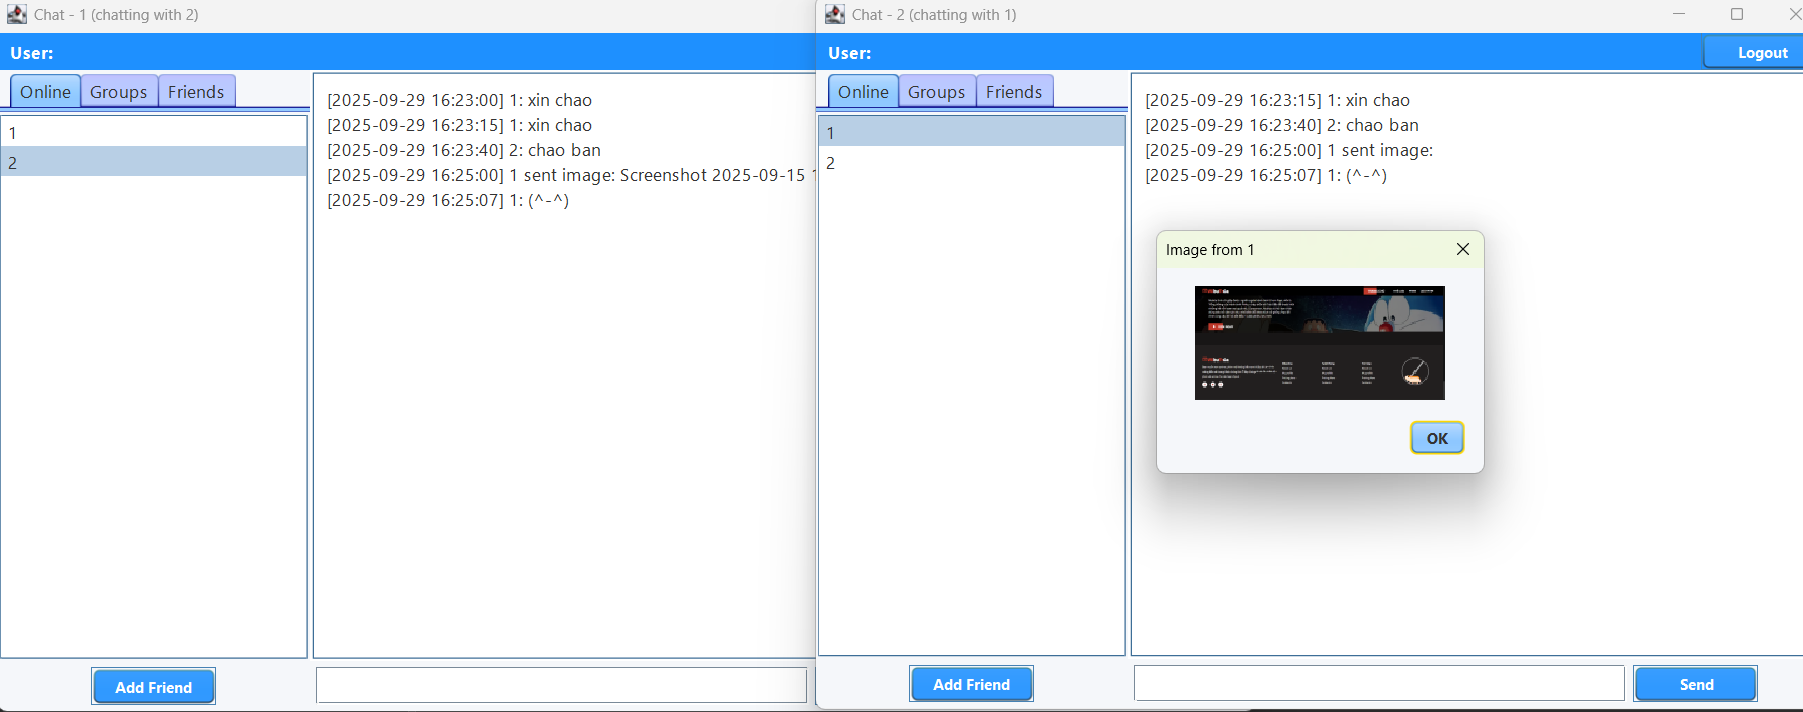 Chat - 1 (chatting with 2)
User:
Online Groups Friends
1
2
[2025-09-29 16:23:00] 1: xin chao
[2025-09-29 16:23:15] 1: xin chao
[2025-09-29 16:23:40] 2: chao ban
[2025-09-29 16:25:00] 1 sent image: Screenshot 2025-09-15 1
[2025-09-29 16:25:07] 1: (^-^)
Add Friend
Chat - 2 (chatting with 1)
User:
Logout
Online Groups Friends
1
2
[2025-09-29 16:23:15] 1: xin chao
[2025-09-29 16:23:40] 2: chao ban
[2025-09-29 16:25:00] 1 sent image:
[2025-09-29 16:25:07] 1: (^-^)
Image from 1
OK
Add Friend
Send